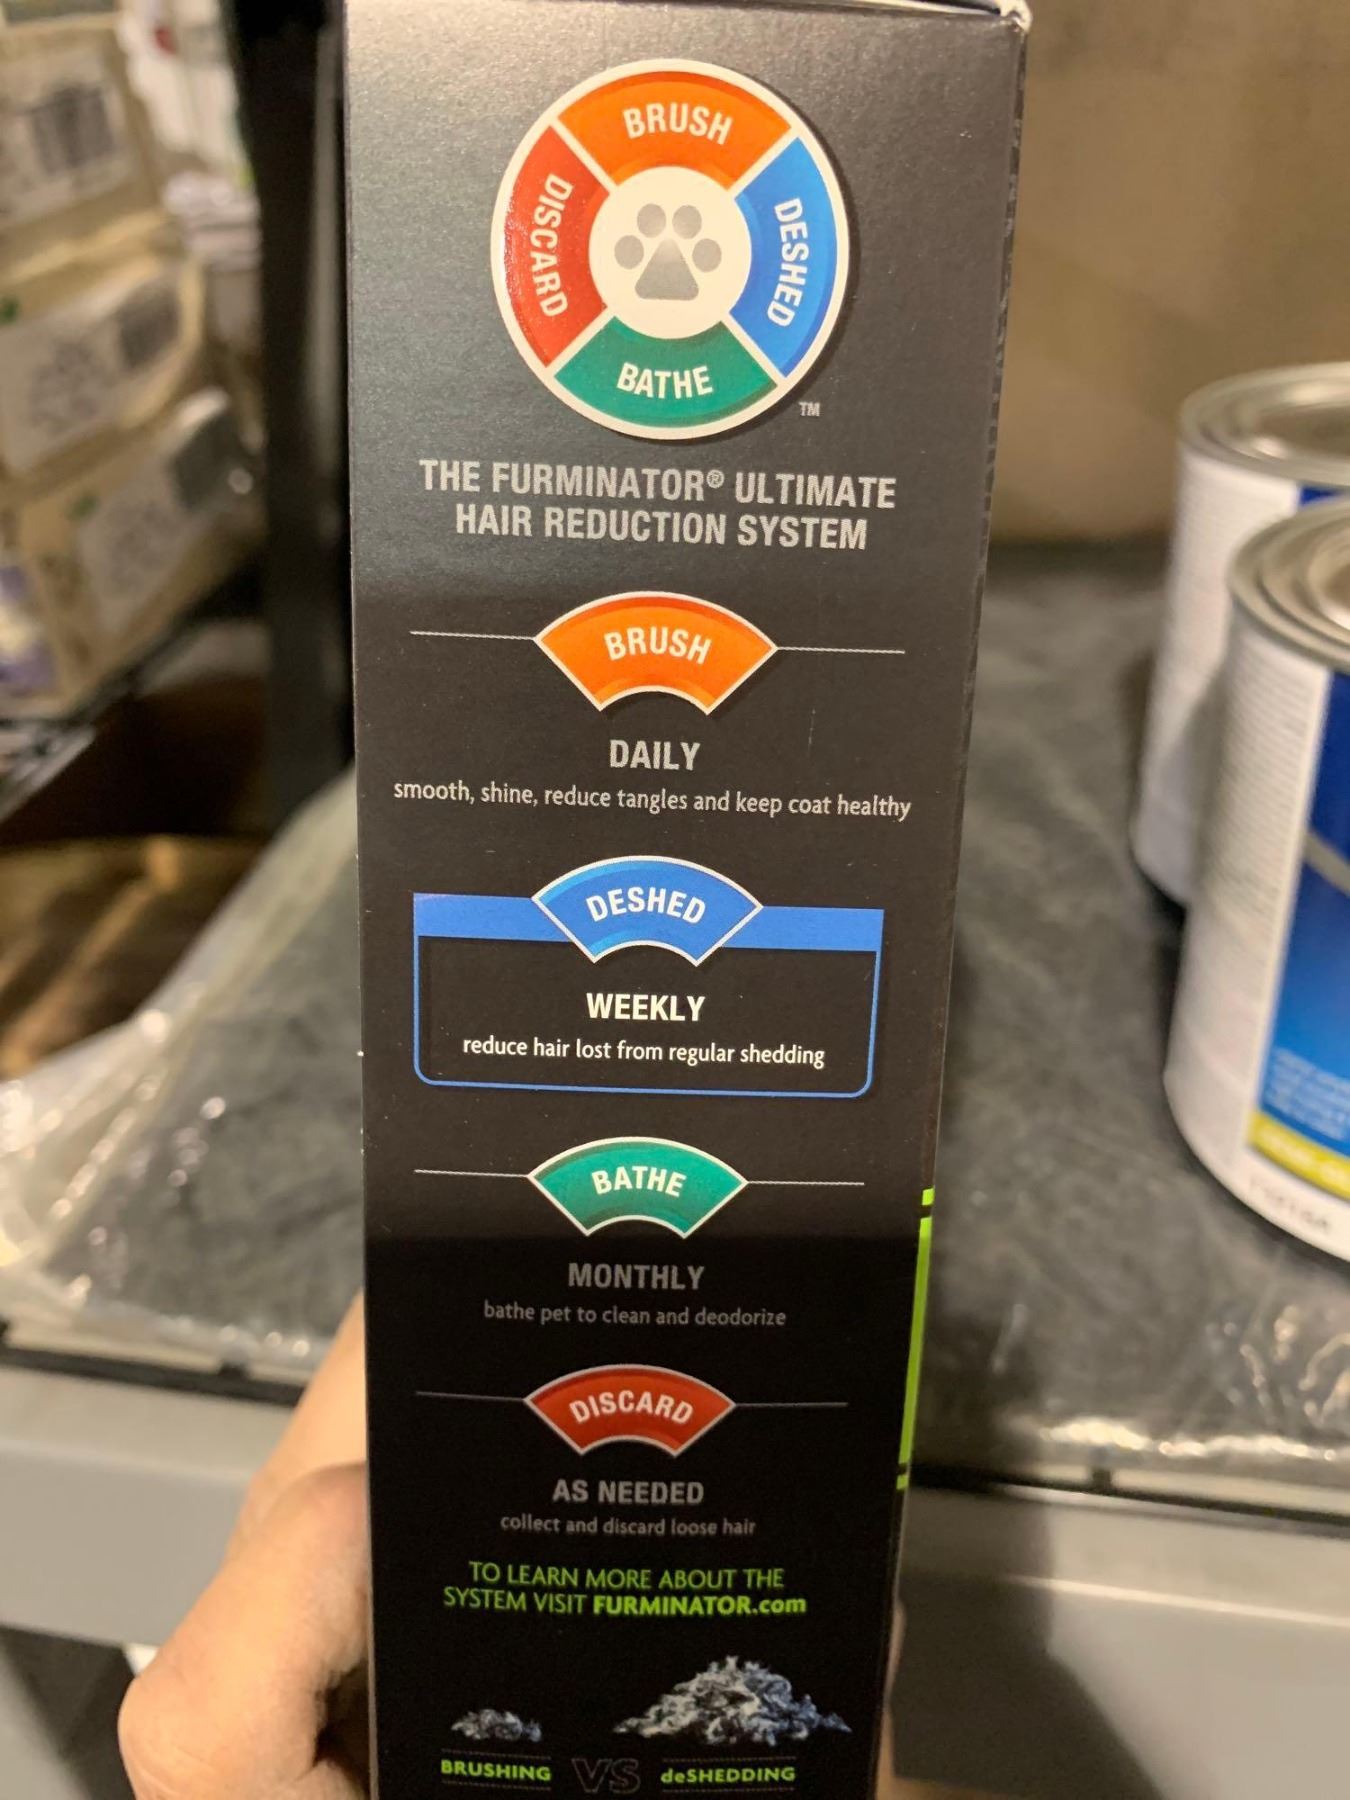 BRUSH
DISCARD
DESHED
BATHE
TM
THE FURMINATOR® ULTIMATE
HAIR REDUCTION SYSTEM
BRUSH
DAILY
smooth, shine, reduce tangles and keep coat healthy
DESHED
WEEKLY
reduce hair lost from regular shedding
BATHE
MONTHLY
bathe pet to clean and deodorize
DISCARD
AS NEEDED
collect and discard loose hair
TO LEARN MORE ABOUT THE
SYSTEM VISIT FURMINATOR.com
BRUSHING VS deSHEDDING